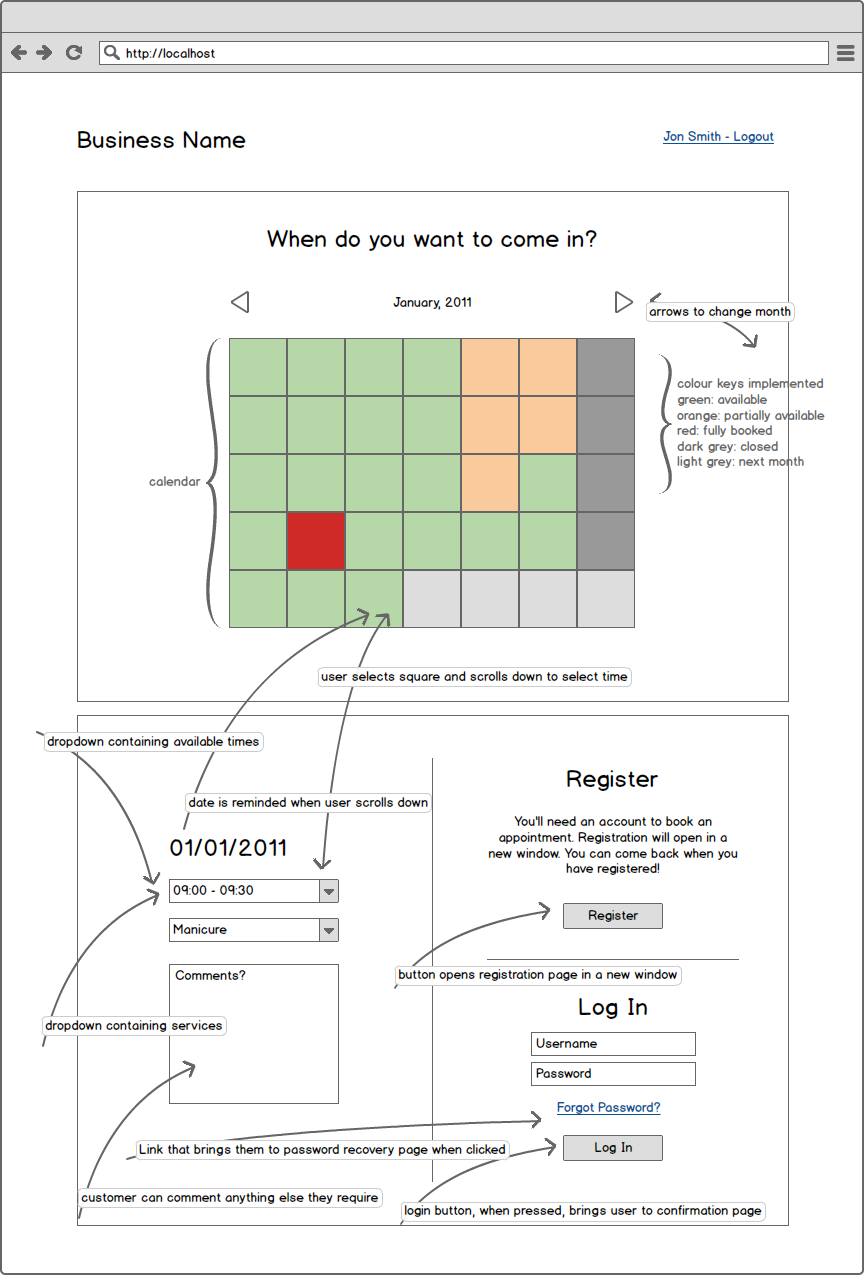 http://localhost
Business Name
Jon Smith - Logout
When do you want to come in?
January, 2011
arrows to change month
colour keys implemented
green: available
orange: partially available
red: fully booked
dark grey: closed
light grey: next month
calendar
user selects square and scrolls down to select time
dropdown containing available times
date is reminded when user scrolls down
01/01/2011
09:00 - 09:30
Manicure
Comments?
dropdown containing services
customer can comment anything else they require
Register
You'll need an account to book an
appointment. Registration will open in a
new window. You can come back when you
have registered!
Register
button opens registration page in a new window
Log In
Username
Password
Forgot Password?
Link that brings them to password recovery page when clicked
Log In
login button, when pressed, brings user to confirmation page